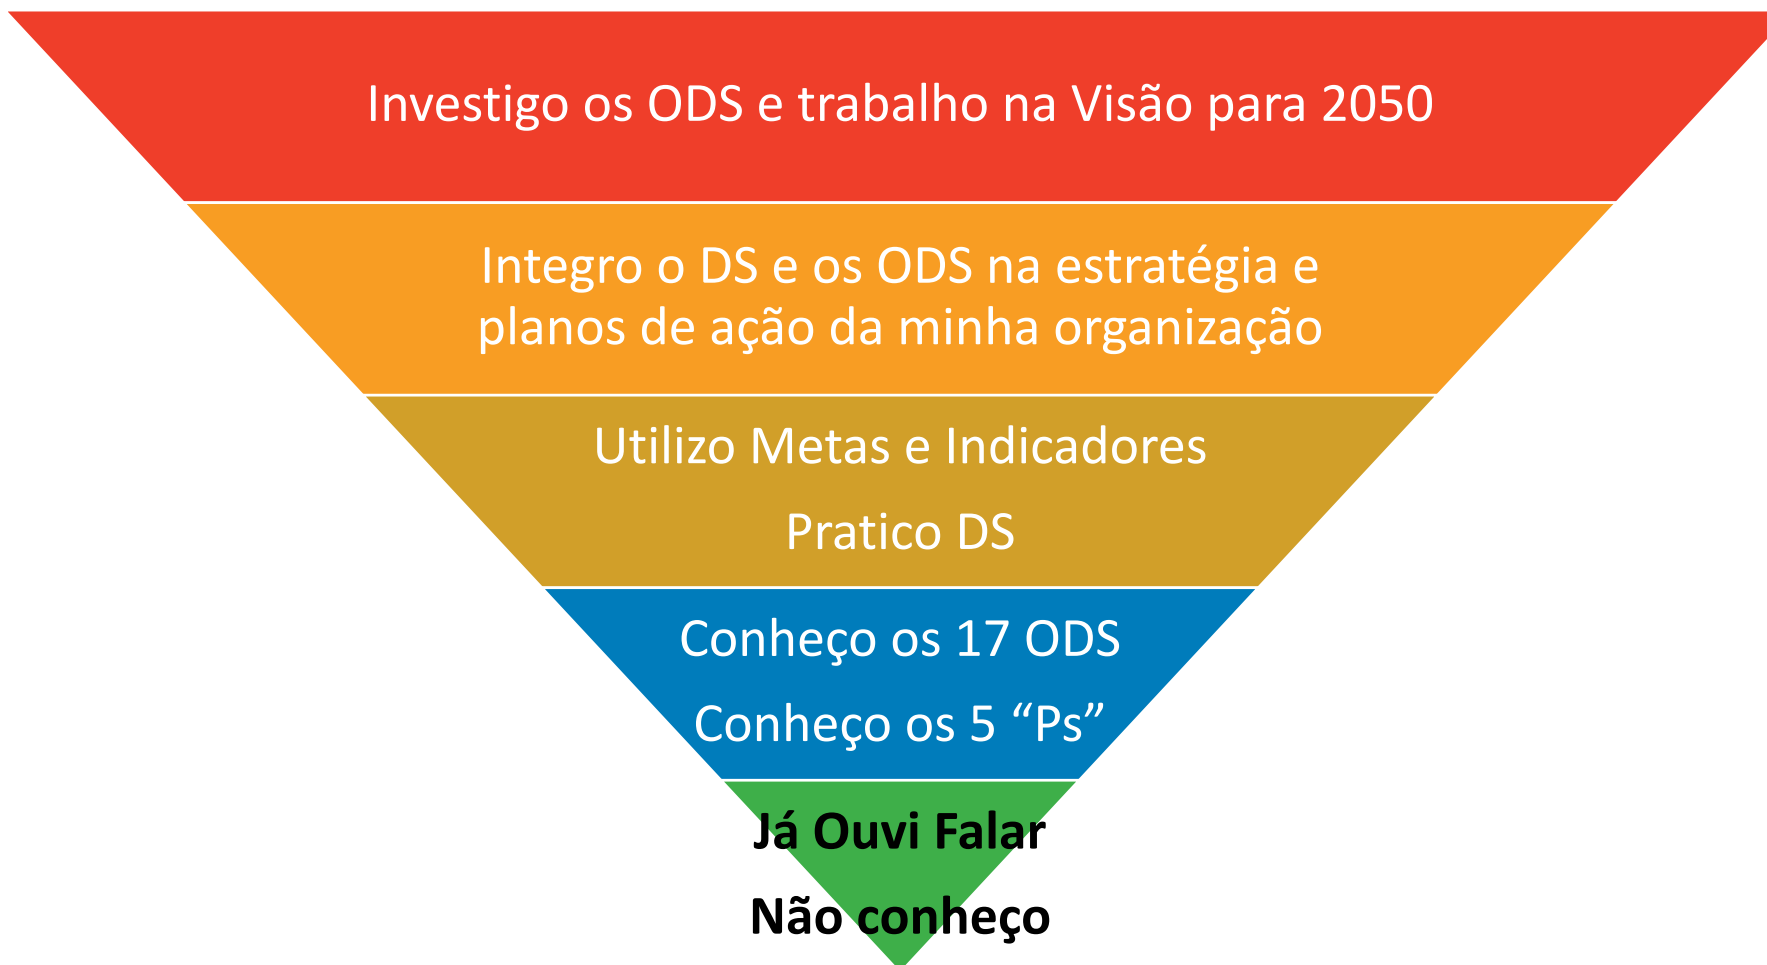 Investigo os ODS e trabalho na Visão para 2050
Integro o DS e os ODS na estratégia e
planos de ação da minha organização
Utilizo Metas e Indicadores
Pratico DS
Conheço os 17 ODS
Conheço os 5 “Ps”
Já Ouvi Falar
Não conheço